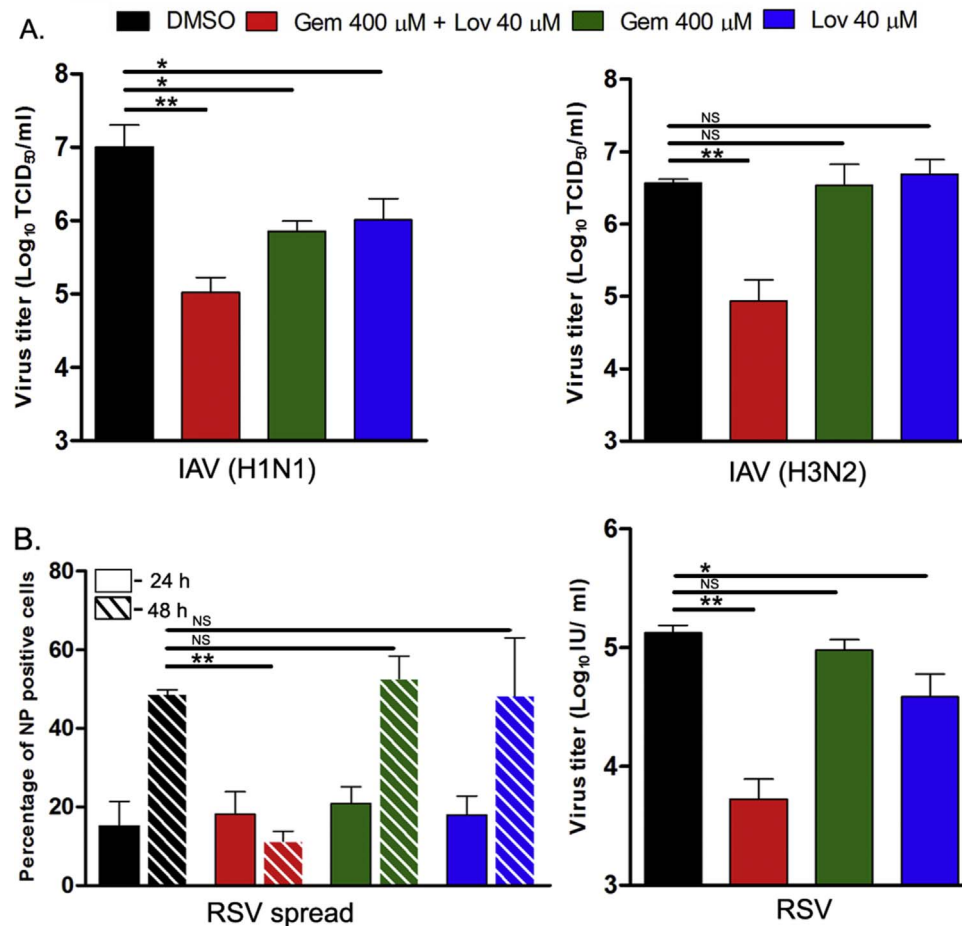 A.
DMSO Gem 400 µM + Lov 40 µM Gem 400 µM Lov 40 µM
Virus titer (Log₁₀ TCID₅₀/ml)
8
7
6
5
4
3
*
*
**
IAV (H1N1)
Virus titer (Log₁₀ TCID₅₀/ml)
8
7
6
5
4
3
NS
NS
**
IAV (H3N2)
B.
Percentage of NP positive cells
80
60
40
20
0
- 24 h
- 48 h
NS
NS
**
RSV spread
Virus titer (Log₁₀ IU/ ml)
6
5
4
3
*
NS
**
RSV